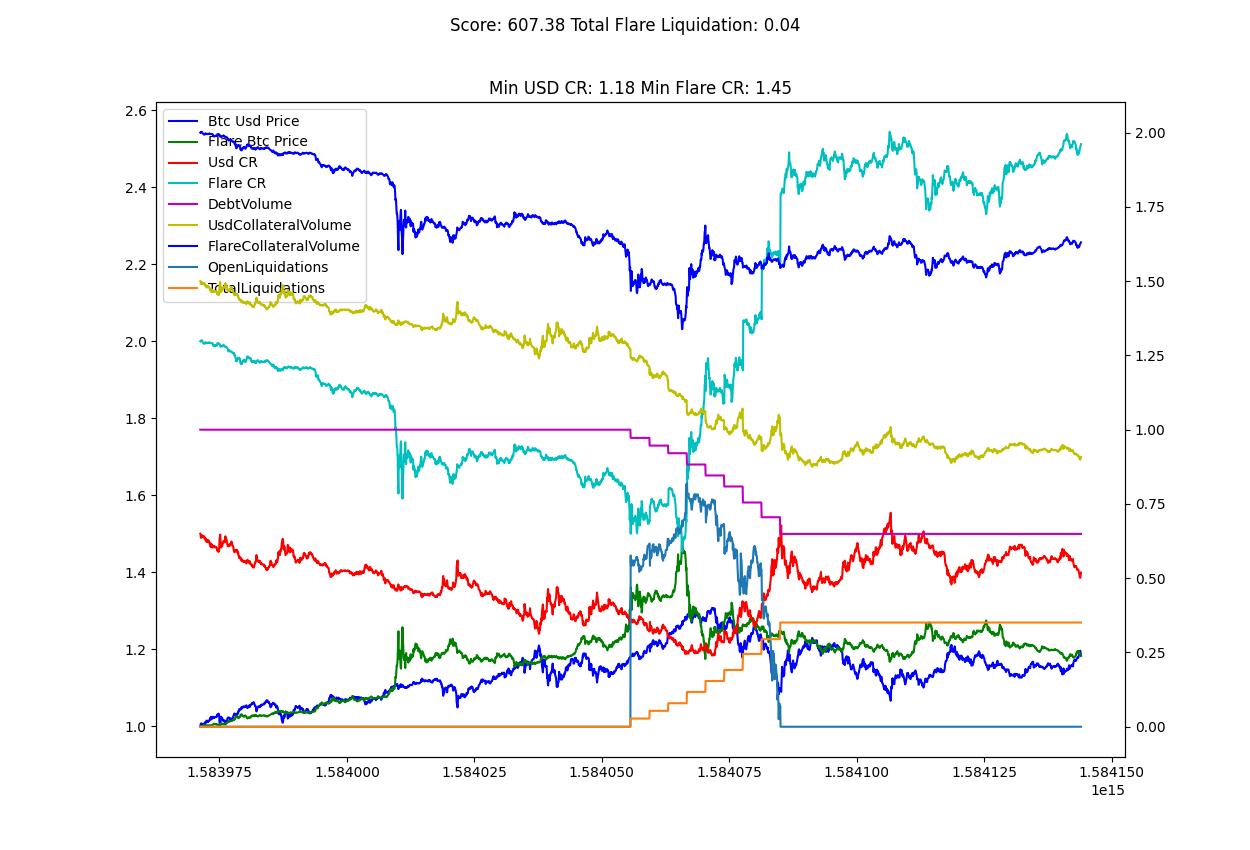 Score: 607.38 Total Flare Liquidation: 0.04
Min USD CR: 1.18 Min Flare CR: 1.45
2.6
2.4
2.2
2.0
1.8
1.6
1.4
1.2
1.0
Btc Usd Price
Flare Btc Price
Usd CR
Flare CR
DebtVolume
UsdCollateralVolume
FlareCollateralVolume
OpenLiquidations
TotalLiquidations
2.00
1.75
1.50
1.25
1.00
0.75
0.50
0.25
0.00
1.583975 1.584000 1.584025 1.584050 1.584075 1.584100 1.584125 1.584150
1e15